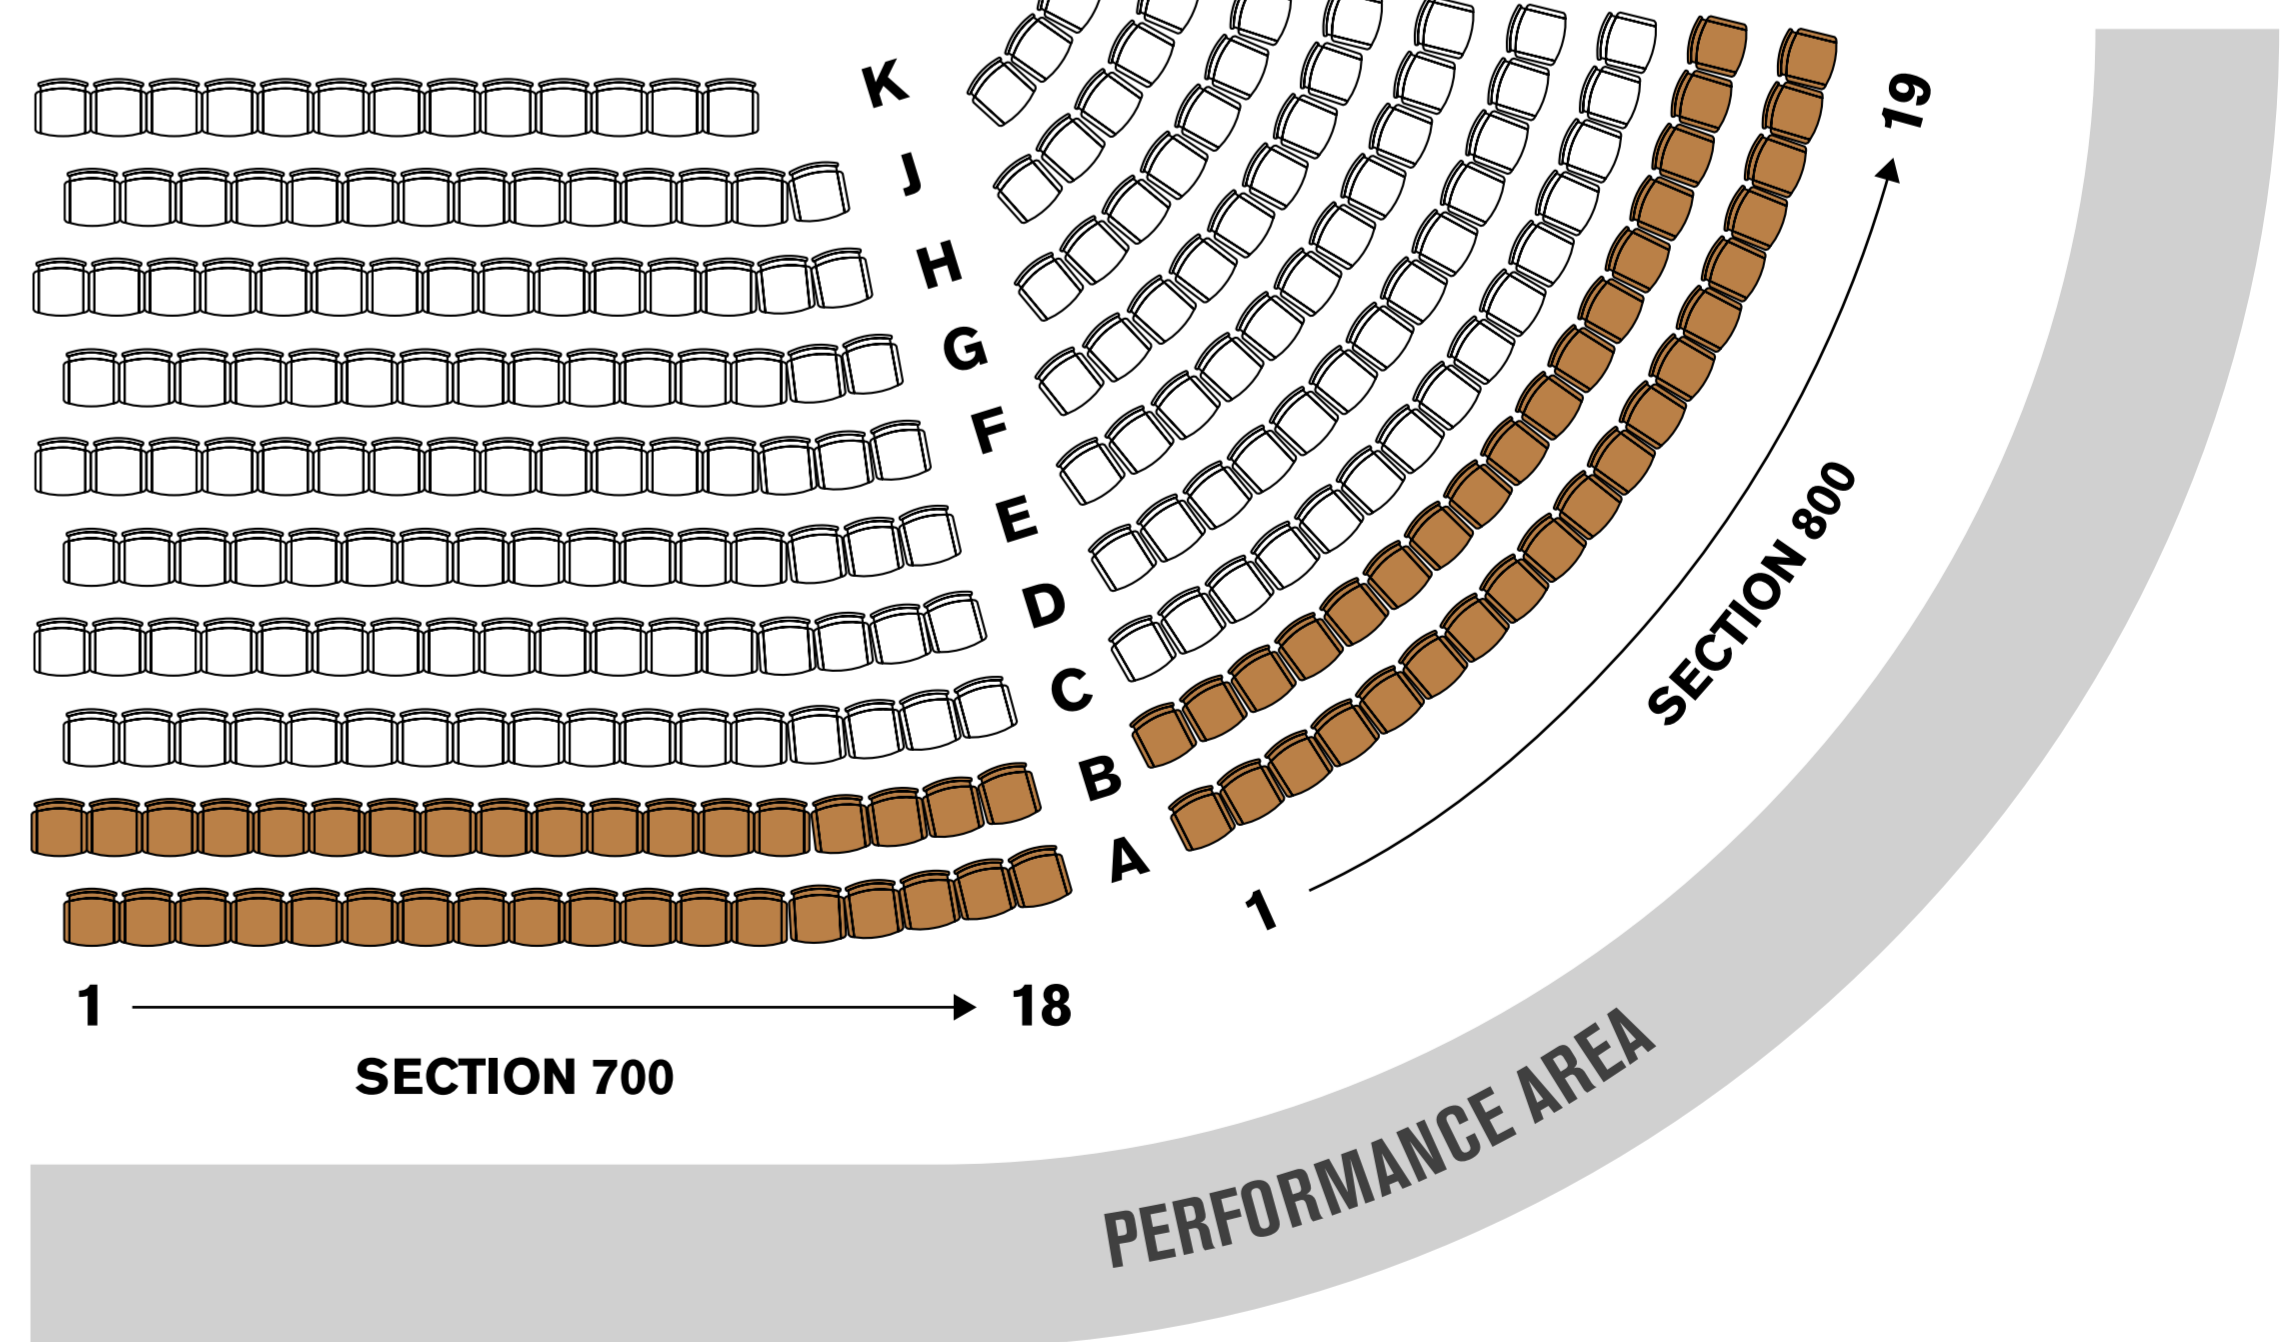 K
J
H
G
F
E
D
C
B
A
1
18
SECTION 700
1
19
SECTION 800
PERFORMANCE AREA